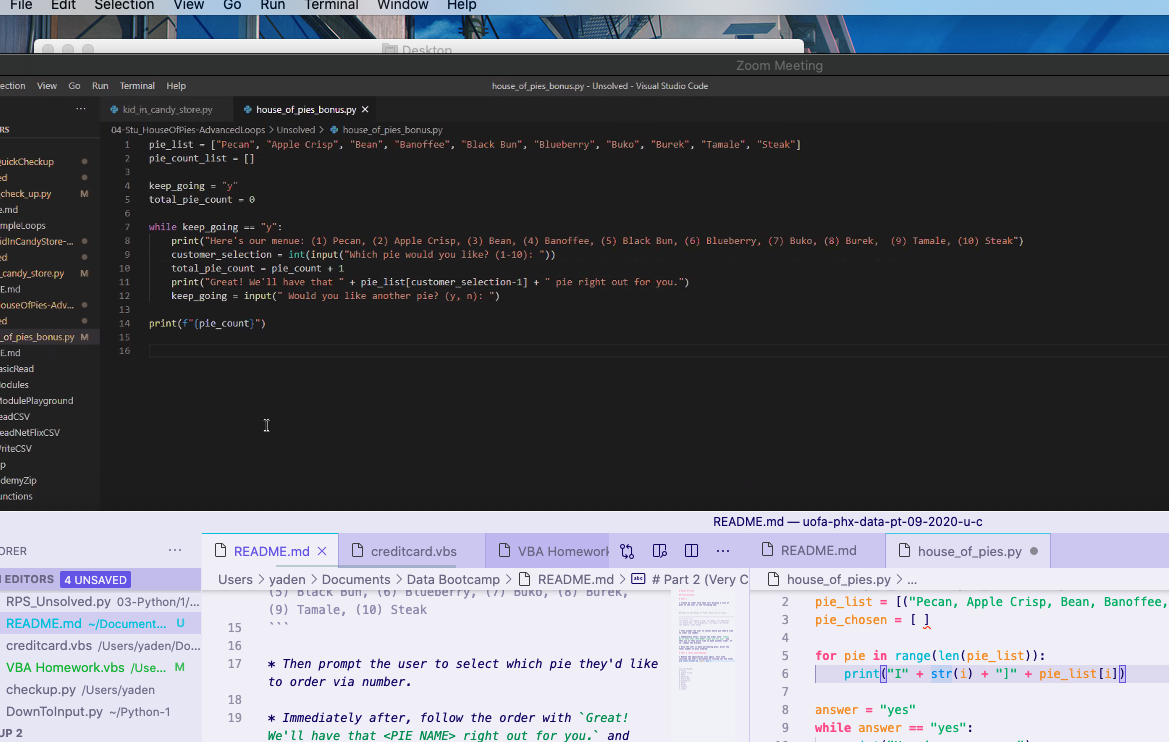 File Edit Selection View Go Run Terminal Window Help
Desktop
Zoom Meeting
ection View Go Run Terminal Help
house_of_pies_bonus.py - Unsolved - Visual Studio Code
kid_in_candy_store.py
house_of_pies_bonus.py ×
RS
04-Stu_HouseOfPies-AdvancedLoops > Unsolved > house_of_pies_bonus.py
1 pie_list = ["Pecan", "Apple Crisp", "Bean", "Banoffee", "Black Bun", "Blueberry", "Buko", "Burek", "Tamale", "Steak"]
2 pie_count_list = []
3
4 keep_going = "y"
5 total_pie_count = 0
6
7 while keep_going == "y":
8 print("Here's our menue: (1) Pecan, (2) Apple Crisp, (3) Bean, (4) Banoffee, (5) Black Bun, (6) Blueberry, (7) Buko, (8) Burek,  (9) Tamale, (10) Steak")
9 customer_selection = int(input("Which pie would you like? (1-10): "))
10 total_pie_count = pie_count + 1
11 print("Great! We'll have that " + pie_list[customer_selection-1] + " pie right out for you.")
12 keep_going = input(" Would you like another pie? (y, n): ")
13
14 print(f"{pie_count}")
15
16
uickCheckup
ed
check_up.py M
e.md
mpleLoops
idInCandyStore-...
ed
_candy_store.py M
E.md
ouseOfPies-Adv...
ed
_of_pies_bonus.py M
E.md
asicRead
odules
ModulePlayground
eadCSV
eadNetFlixCSV
riteCSV
p
demyZip
unctions
README.md — uofa-phx-data-pt-09-2020-u-c
ORER
README.md ×
creditcard.vbs
VBA Homework
README.md
house_of_pies.py
EDITORS 4 UNSAVED
RPS_Unsolved.py 03-Python/1/...
README.md ~/Document... U
creditcard.vbs /Users/yaden/Do...
VBA Homework.vbs /Use... M
checkup.py /Users/yaden
DownToInput.py ~/Python-1
UP 2
Users > yaden > Documents > Data Bootcamp > README.md > # Part 2 (Very C
(5) Black Bun, (6) Blueberry, (7) Buko, (8) Burek,
(9) Tamale, (10) Steak
15 ```
16
17 * Then prompt the user to select which pie they'd like
to order via number.
18
19 * Immediately after, follow the order with `Great!
We'll have that <PIE NAME> right out for you.` and
house_of_pies.py > ...
2 pie_list = [("Pecan, Apple Crisp, Bean, Banoffee,
3 pie_chosen = [ ]
4
5 for pie in range(len(pie_list)):
6 print("I" + str(i) + "]" + pie_list[i])
7
8 answer = "yes"
9 while answer == "yes":